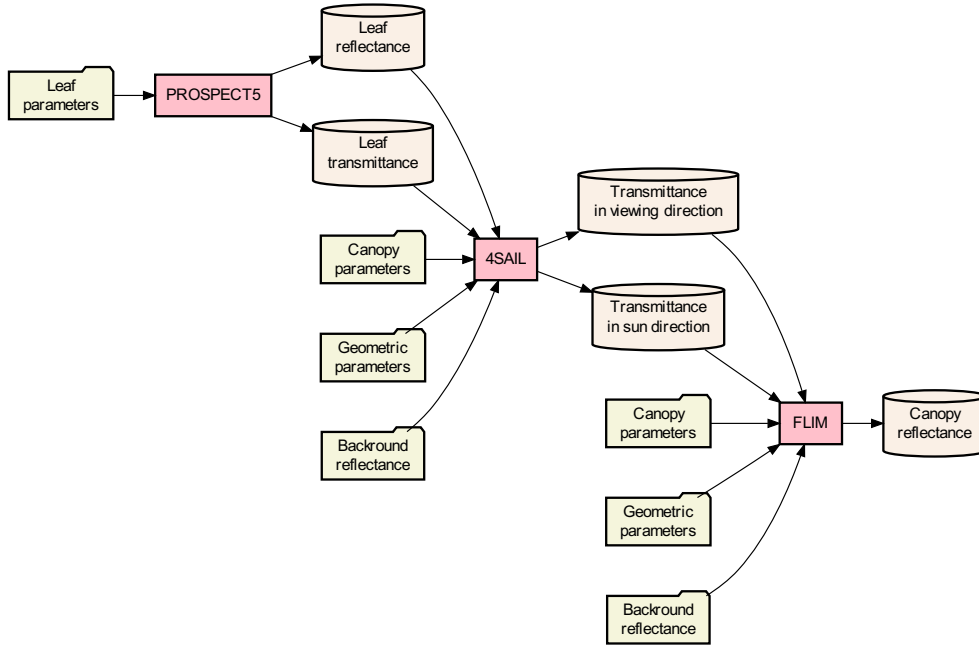 Leaf
reflectance
Leaf
parameters
PROSPECT5
Leaf
transmittance
Transmittance
in viewing direction
Canopy
parameters
4SAIL
Transmittance
in sun direction
Geometric
parameters
Canopy
parameters
FLIM
Canopy
reflectance
Backround
reflectance
Geometric
parameters
Backround
reflectance